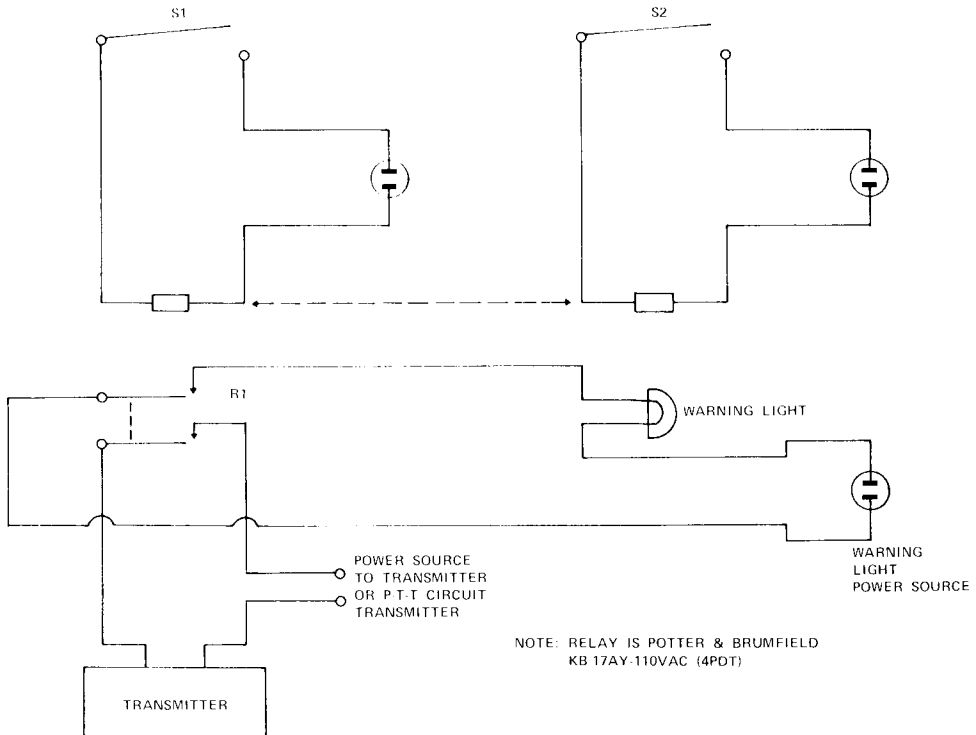 S1
S2
R1
WARNING LIGHT
POWER SOURCE
TO TRANSMITTER
OR P-T-T CIRCUIT
TRANSMITTER
WARNING
LIGHT
POWER SOURCE
NOTE: RELAY IS POTTER & BRUMFIELD
KB 17AY-110VAC (4PDT)
TRANSMITTER